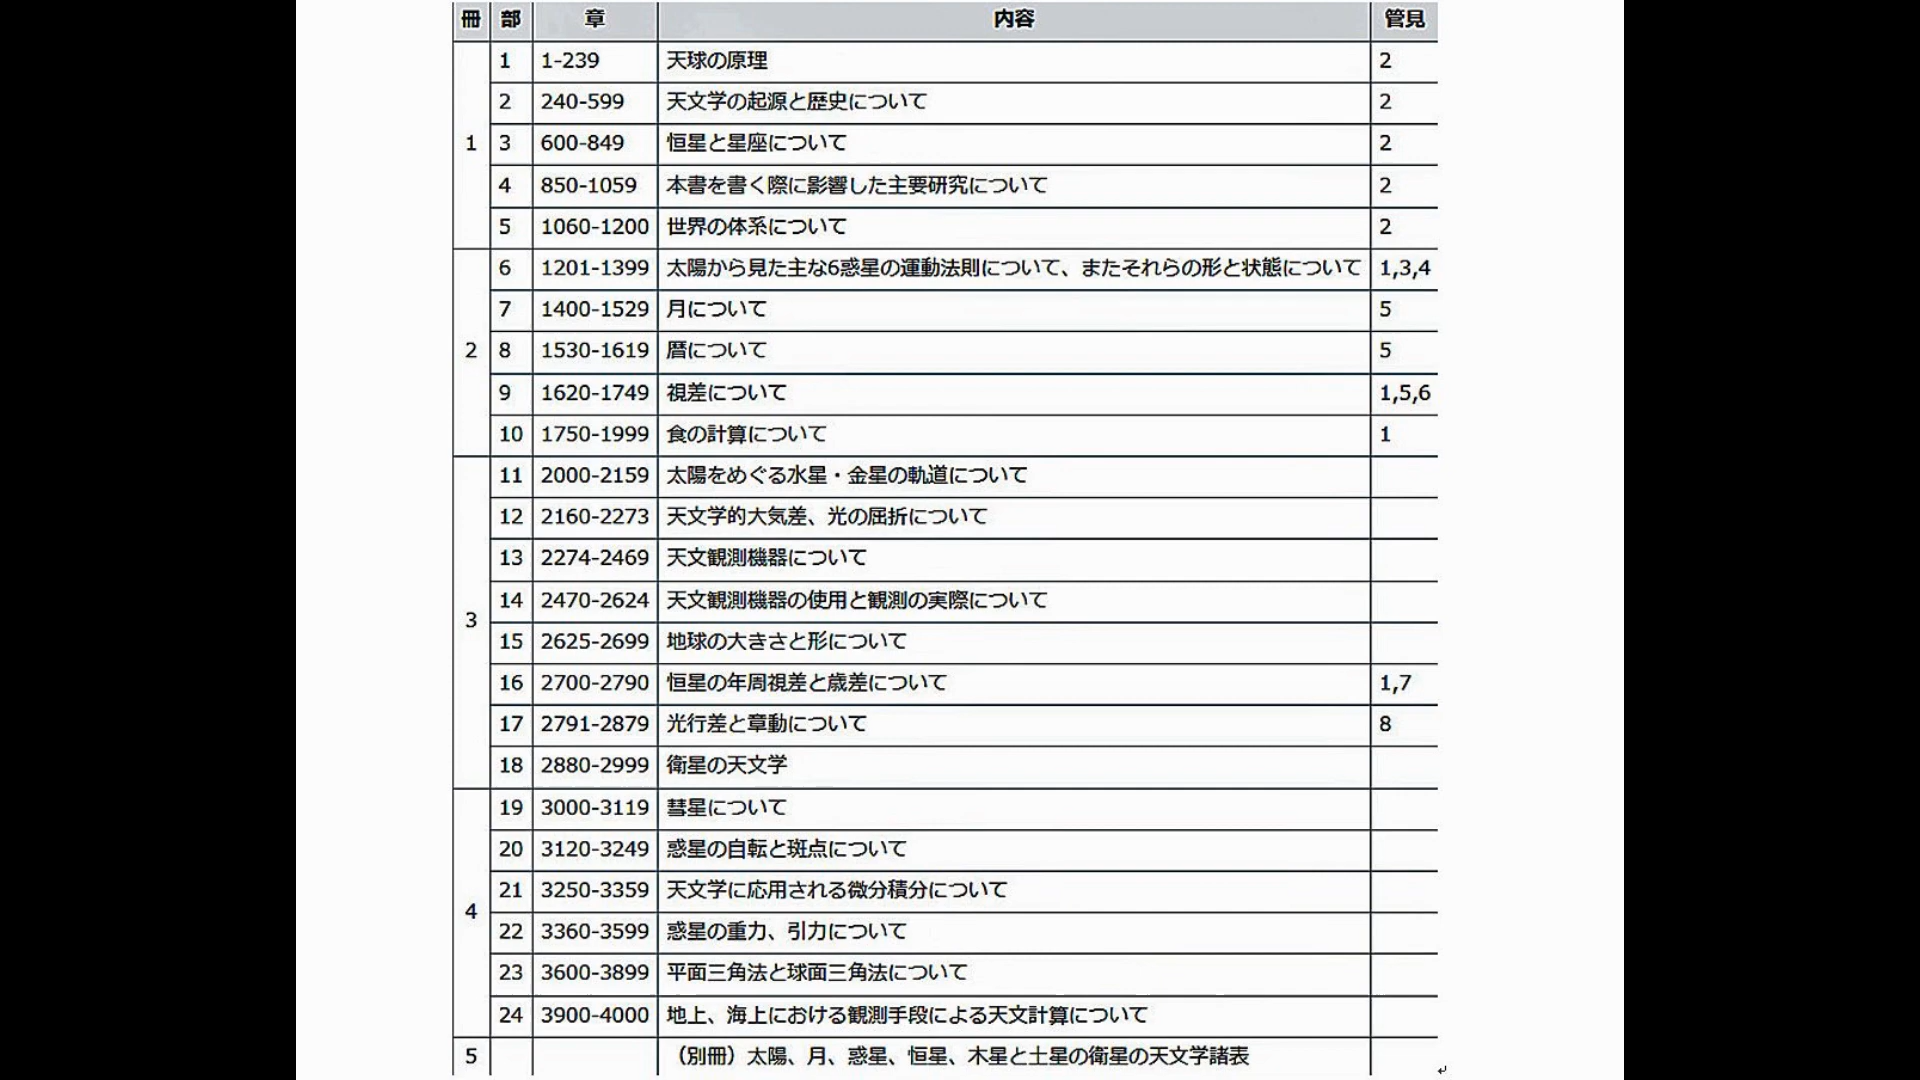 冊 部 章 内容 管見
1 1-239 天球の原理 2
2 240-599 天文学の起源と歴史について 2
1 3 600-849 恒星と星座について 2
4 850-1059 本書を書く際に影響した主要研究について 2
5 1060-1200 世界の体系について 2
6 1201-1399 太陽から見た主な6惑星の運動法則について、またそれらの形と状態について 1,3,4
7 1400-1529 月について 5
2 8 1530-1619 暦について 5
9 1620-1749 視差について 1,5,6
10 1750-1999 食の計算について 1
11 2000-2159 太陽をめぐる水星・金星の軌道について
12 2160-2273 天文学的大気差、光の屈折について
13 2274-2469 天文観測機器について
14 2470-2624 天文観測機器の使用と観測の実際について
3 15 2625-2699 地球の大きさと形について
16 2700-2790 恒星の年周視差と歳差について 1,7
17 2791-2879 光行差と章動について 8
18 2880-2999 衛星の天文学
19 3000-3119 彗星について
20 3120-3249 惑星の自転と斑点について
21 3250-3359 天文学に応用される微分積分について
4 22 3360-3599 惑星の重力、引力について
23 3600-3899 平面三角法と球面三角法について
24 3900-4000 地上、海上における観測手段による天文計算について
5 （別冊）太陽、月、惑星、恒星、木星と土星の衛星の天文学諸表